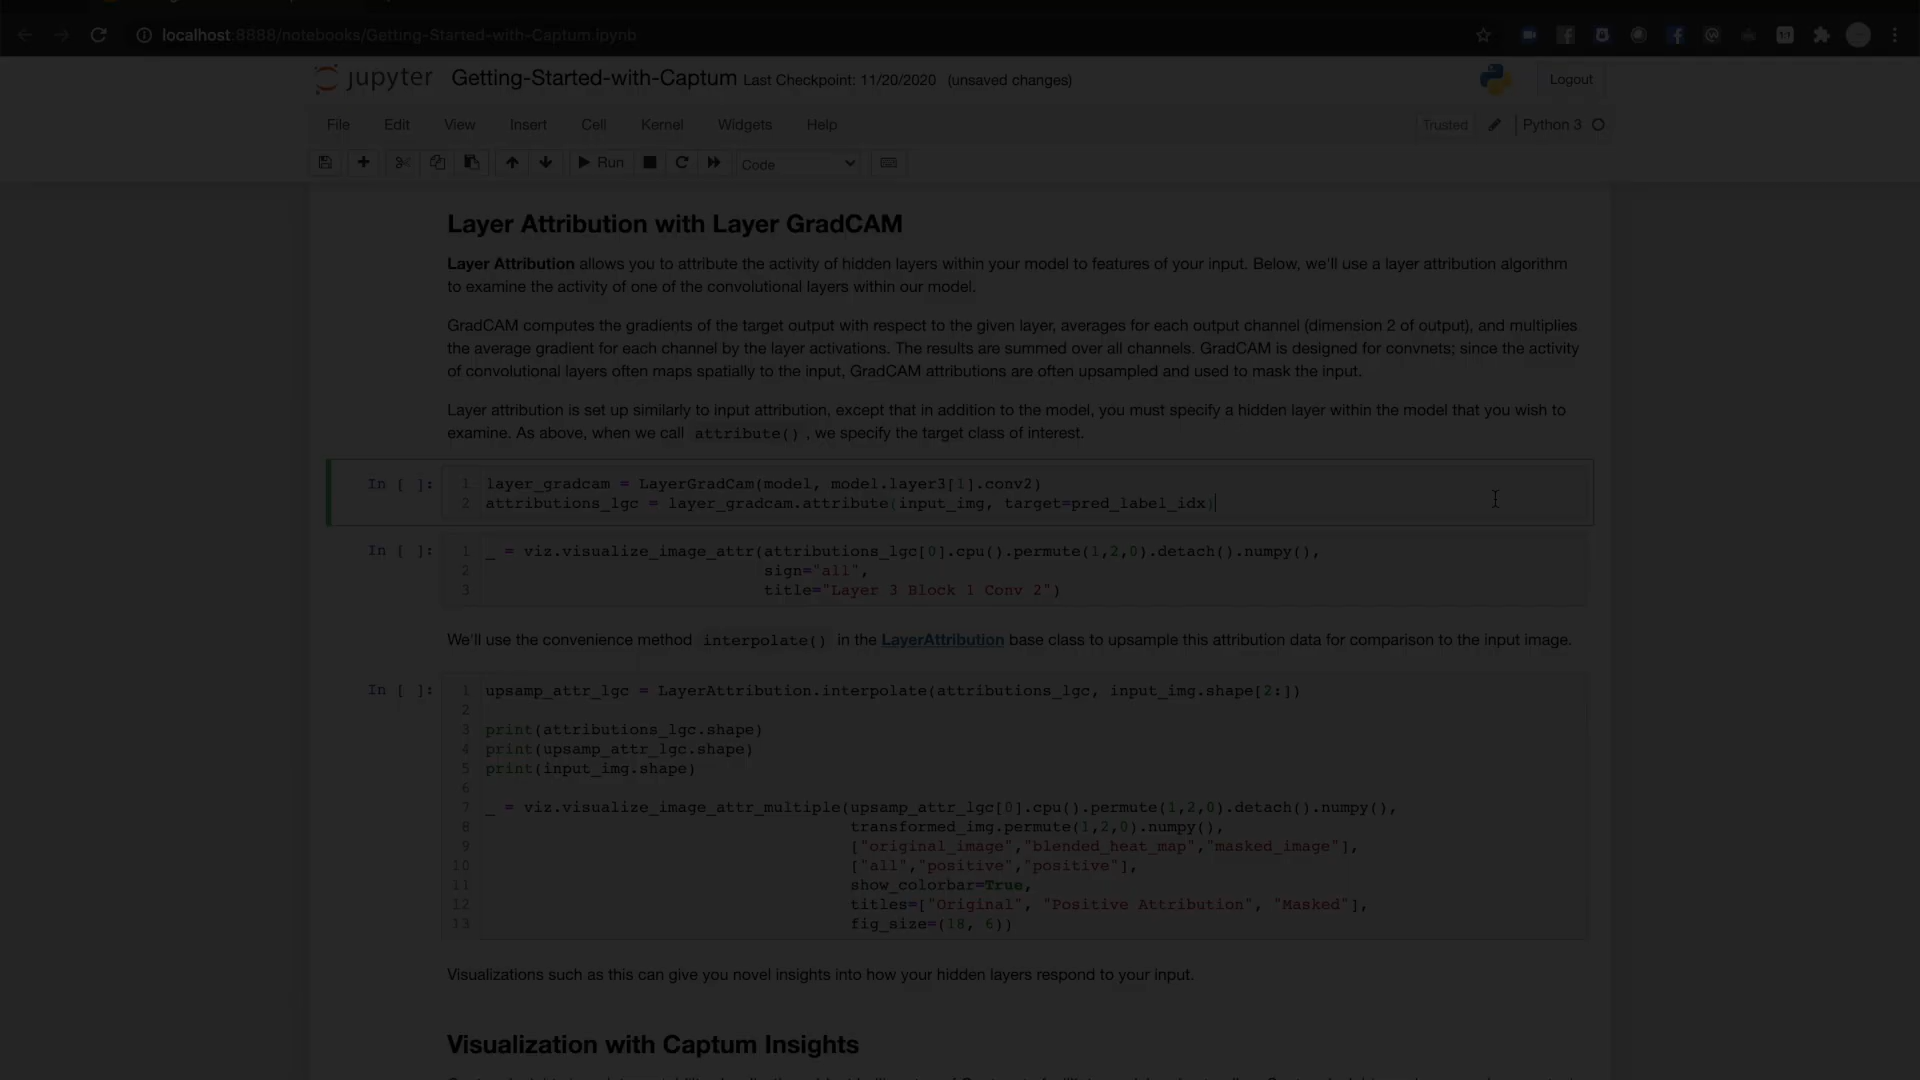 localhost:8888/notebooks/Getting-Started-with-Captum.ipynb
jupyter Getting-Started-with-Captum Last Checkpoint: 11/20/2020 (unsaved changes) Logout
File Edit View Insert Cell Kernel Widgets Help Trusted Python 3
Run Code
Layer Attribution with Layer GradCAM
Layer Attribution allows you to attribute the activity of hidden layers within your model to features of your input. Below, we'll use a layer attribution algorithm
to examine the activity of one of the convolutional layers within our model.
GradCAM computes the gradients of the target output with respect to the given layer, averages for each output channel (dimension 2 of output), and multiplies
the average gradient for each channel by the layer activations. The results are summed over all channels. GradCAM is designed for convnets; since the activity
of convolutional layers often maps spatially to the input, GradCAM attributions are often upsampled and used to mask the input.
Layer attribution is set up similarly to input attribution, except that in addition to the model, you must specify a hidden layer within the model that you wish to
examine. As above, when we call attribute() , we specify the target class of interest.
In [ ]: 1 layer_gradcam = LayerGradCam(model, model.layer3[1].conv2)
2 attributions_lgc = layer_gradcam.attribute(input_img, target=pred_label_idx)
In [ ]: 1 _ = viz.visualize_image_attr(attributions_lgc[0].cpu().permute(1,2,0).detach().numpy(),
2 sign="all",
3 title="Layer 3 Block 1 Conv 2")
We'll use the convenience method interpolate() in the LayerAttribution base class to upsample this attribution data for comparison to the input image.
In [ ]: 1 upsamp_attr_lgc = LayerAttribution.interpolate(attributions_lgc, input_img.shape[2:])
2
3 print(attributions_lgc.shape)
4 print(upsamp_attr_lgc.shape)
5 print(input_img.shape)
6
7 _ = viz.visualize_image_attr_multiple(upsamp_attr_lgc[0].cpu().permute(1,2,0).detach().numpy(),
8 transformed_img.permute(1,2,0).numpy(),
9 ["original_image","blended_heat_map","masked_image"],
10 ["all","positive","positive"],
11 show_colorbar=True,
12 titles=["Original", "Positive Attribution", "Masked"],
13 fig_size=(18, 6))
Visualizations such as this can give you novel insights into how your hidden layers respond to your input.
Visualization with Captum Insights